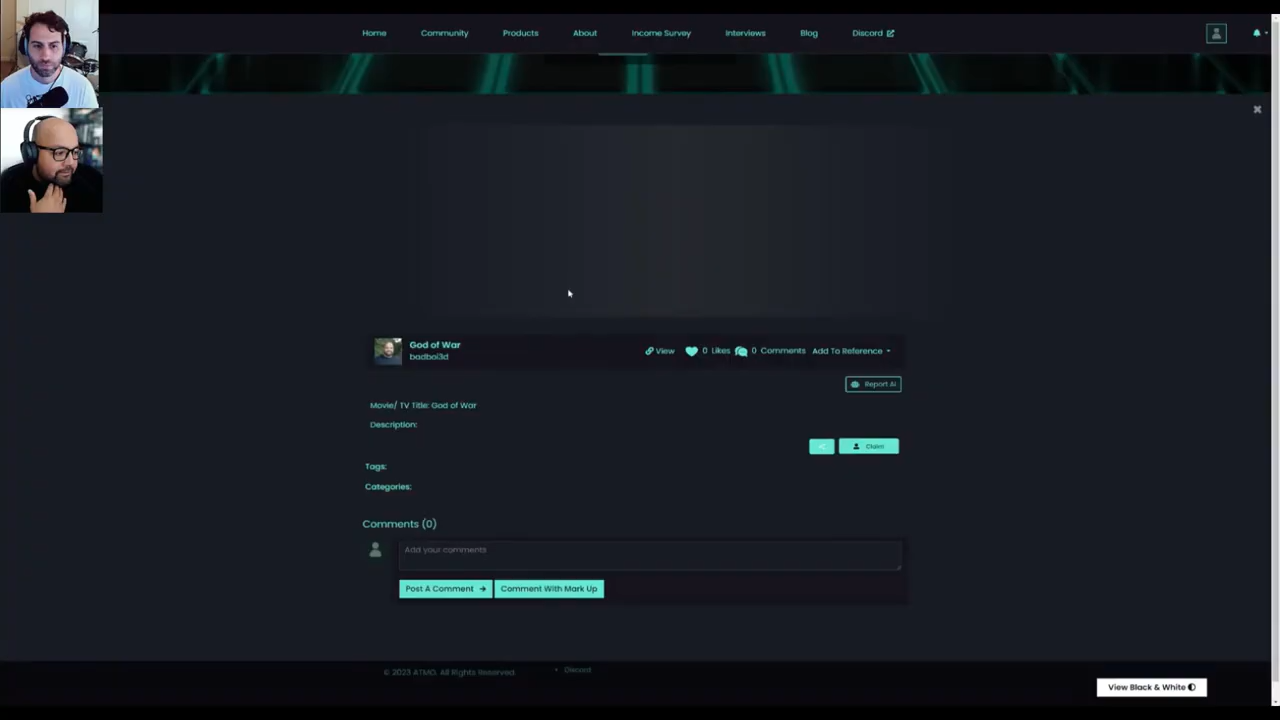 Home Community Products About Income Survey Interviews Blog Discord
God of War
badboi3d
View 0 Likes 0 Comments Add To Reference
Report AI
Movie/ TV Title: God of War
Description:
Claim
Tags:
Categories:
Comments (0)
Add your comments
Post A Comment → Comment With Mark Up
© 2023 ATMO. All Rights Reserved.
• Discord
View Black & White